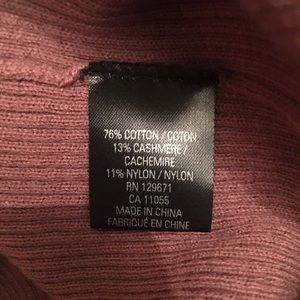 76% COTTON / COTON
13% CASHMERE /
CACHEMIRE
11% NYLON / NYLON
RN 129671
CA 11055
MADE IN CHINA
FABRIQUÉ EN CHINE